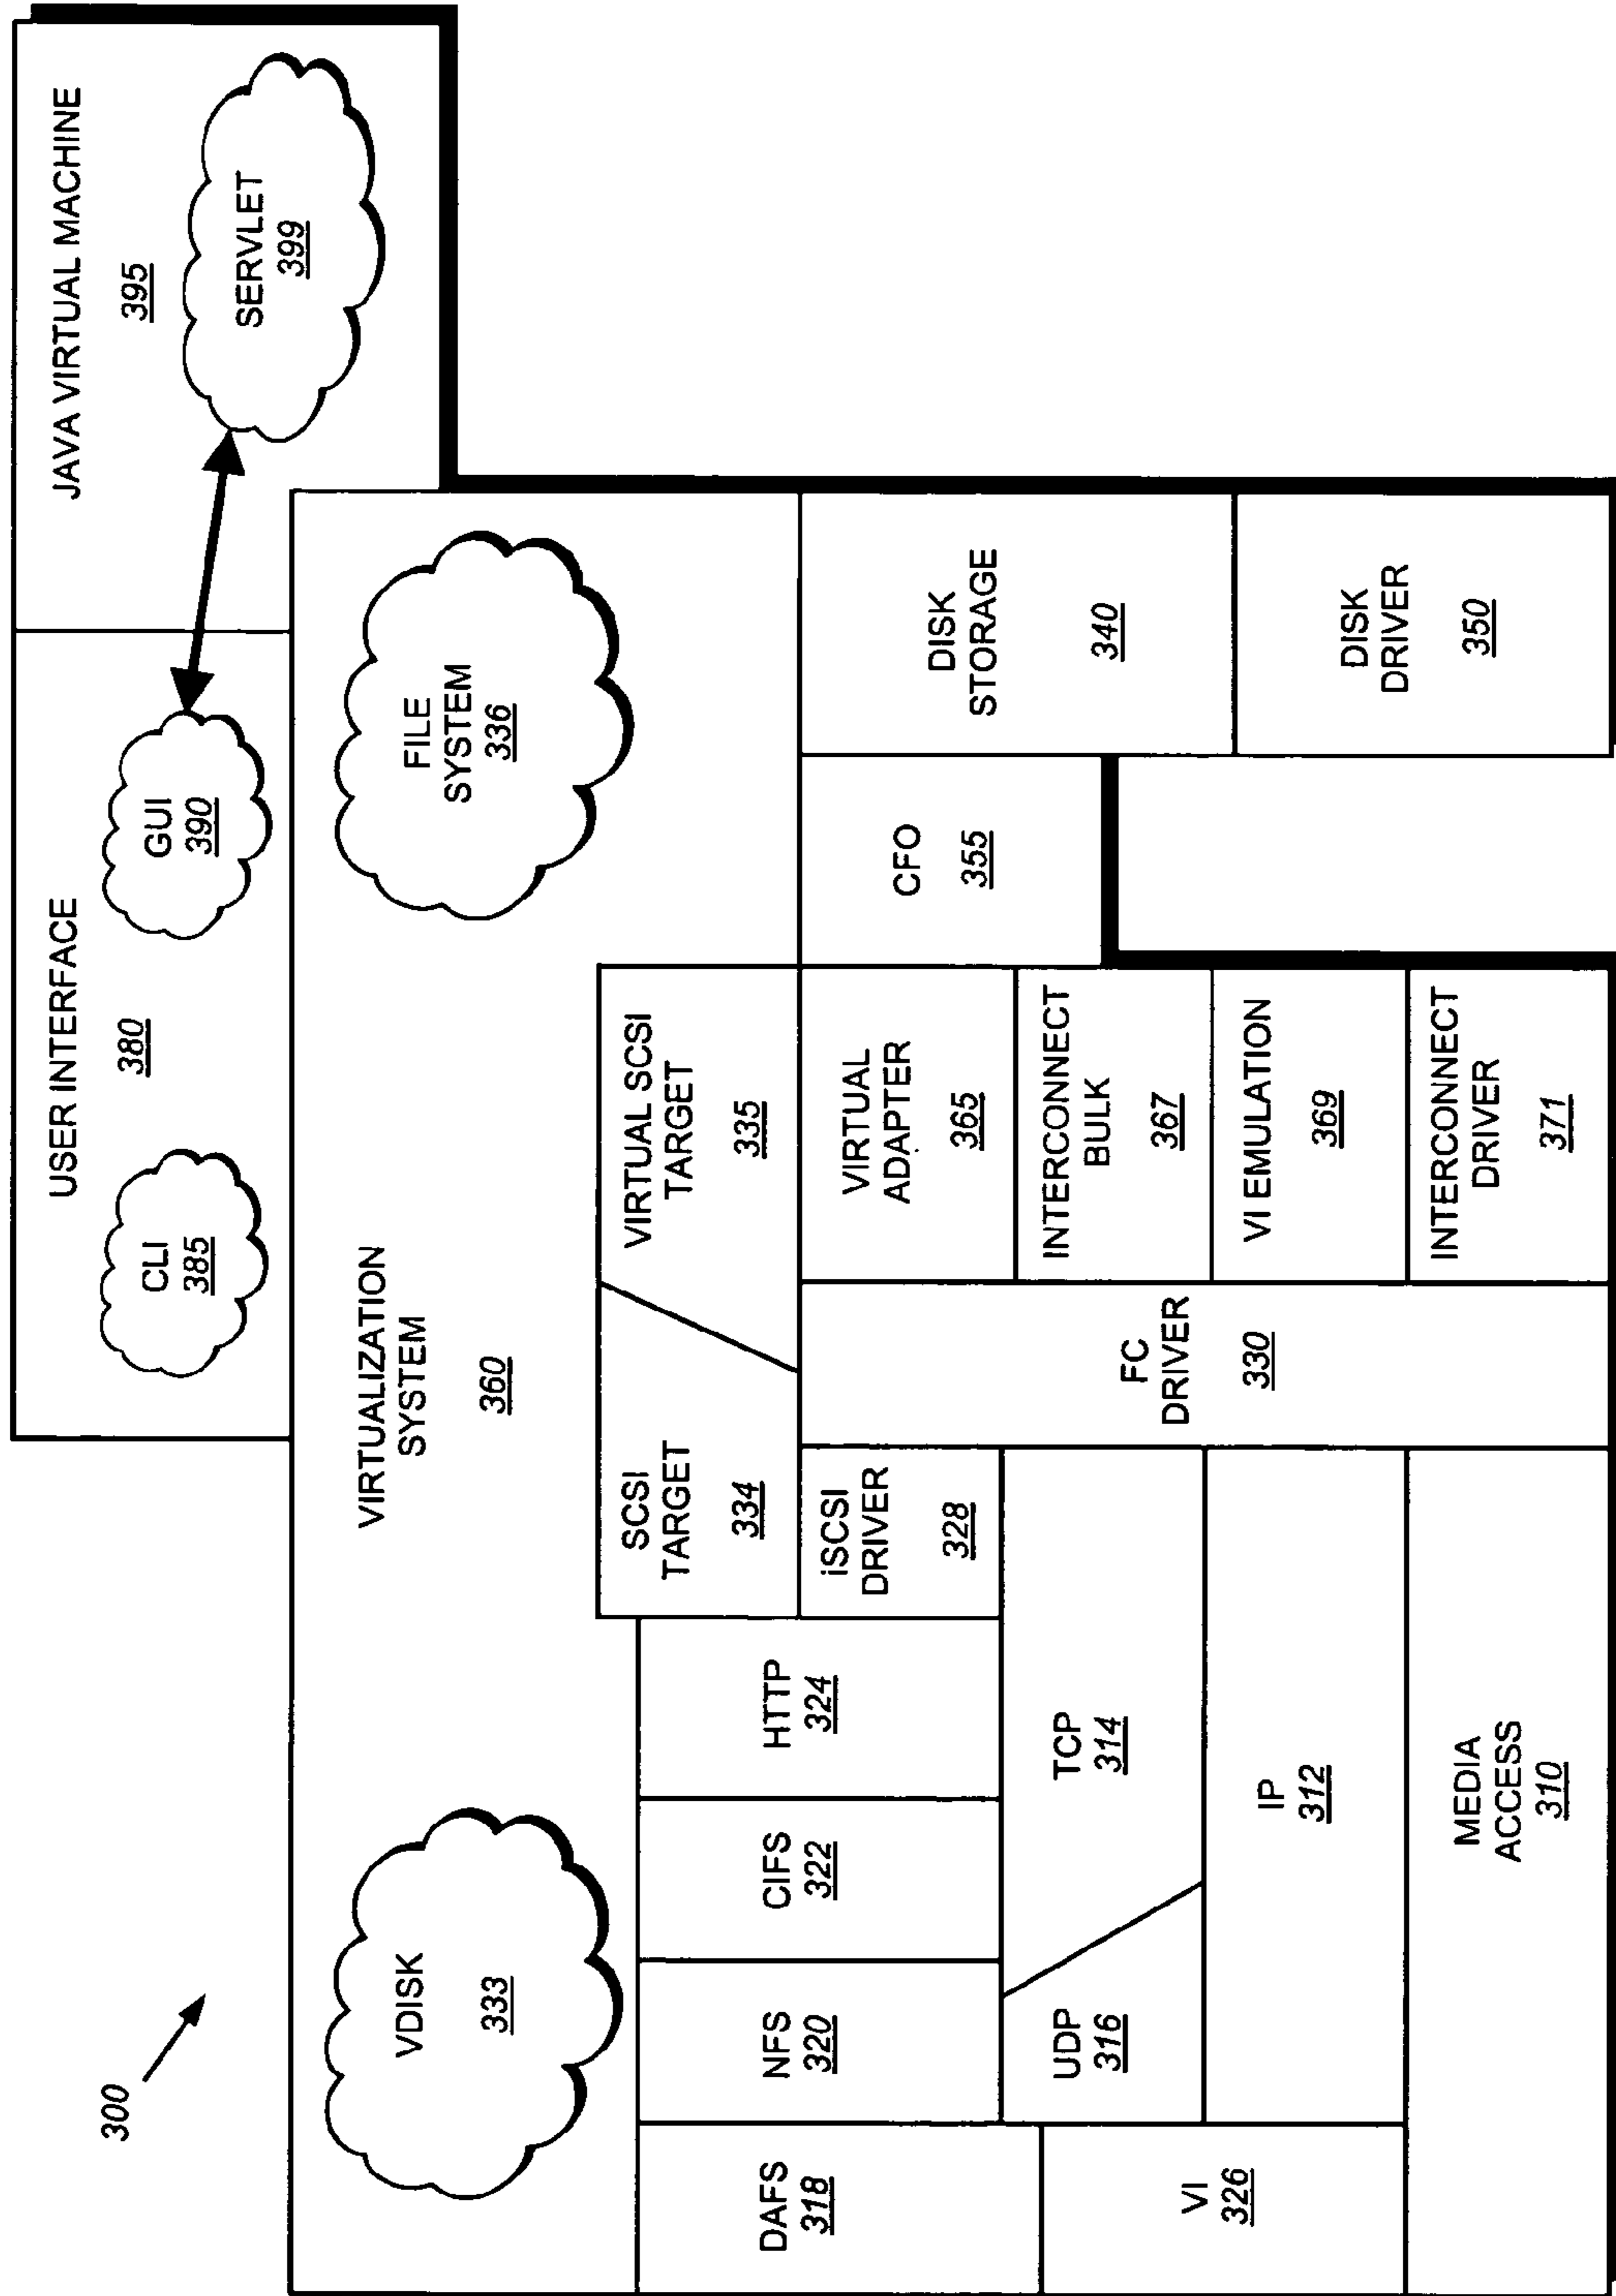 300
USER INTERFACE
380
CLI
385
GUI
390
JAVA VIRTUAL MACHINE
395
SERVLET
399
VIRTUALIZATION
SYSTEM
360
VDISK
333
FILE
SYSTEM
336
DAFS
318
NFS
320
CIFS
322
HTTP
324
SCSI
TARGET
334
VIRTUAL SCSI
TARGET
335
iSCSI
DRIVER
328
FC
DRIVER
330
VIRTUAL
ADAPTER
365
CFO
355
DISK
STORAGE
340
VI
326
UDP
316
TCP
314
INTERCONNECT
BULK
367
IP
312
VI EMULATION
369
DISK
DRIVER
350
MEDIA
ACCESS
310
INTERCONNECT
DRIVER
371